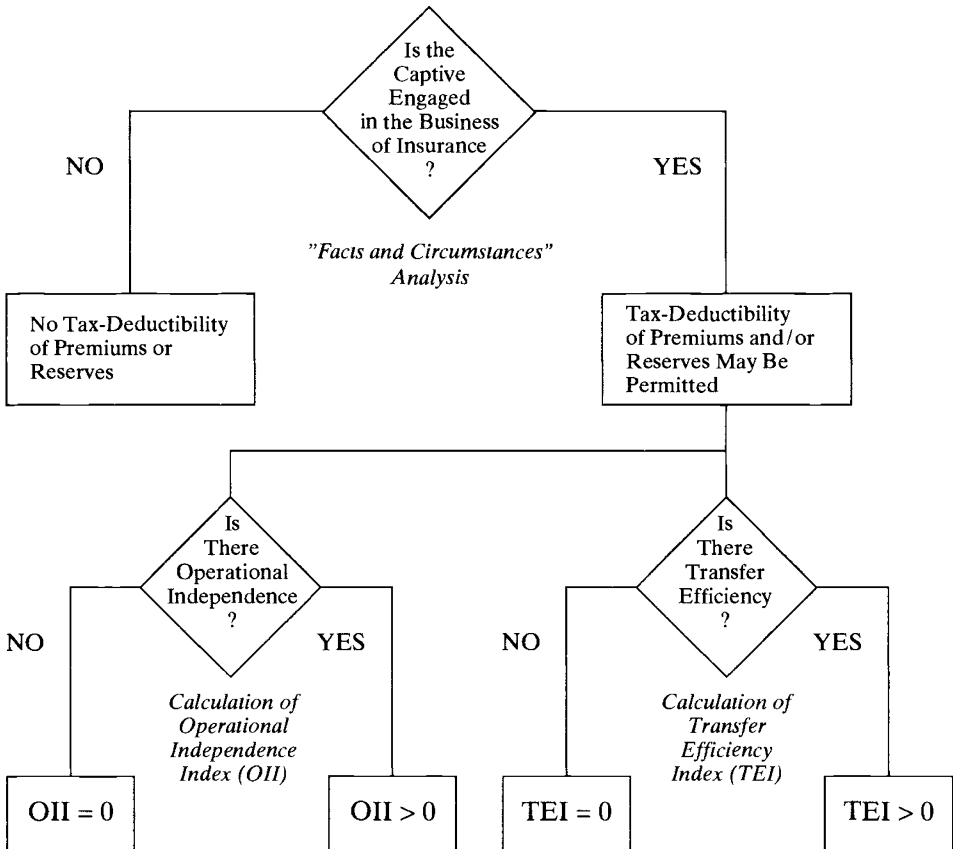 Is the
Captive
Engaged
in the Business
of Insurance
?
NO
YES
"Facts and Circumstances"
Analysis
No Tax-Deductibility
of Premiums or
Reserves
Tax-Deductibility
of Premiums and/or
Reserves May Be
Permitted
Is
There
Operational
Independence
?
NO
YES
Calculation of
Operational
Independence
Index (OII)
OII = 0
OII > 0
Is
There
Transfer
Efficiency
?
NO
YES
Calculation of
Transfer
Efficiency
Index (TEI)
TEI = 0
TEI > 0